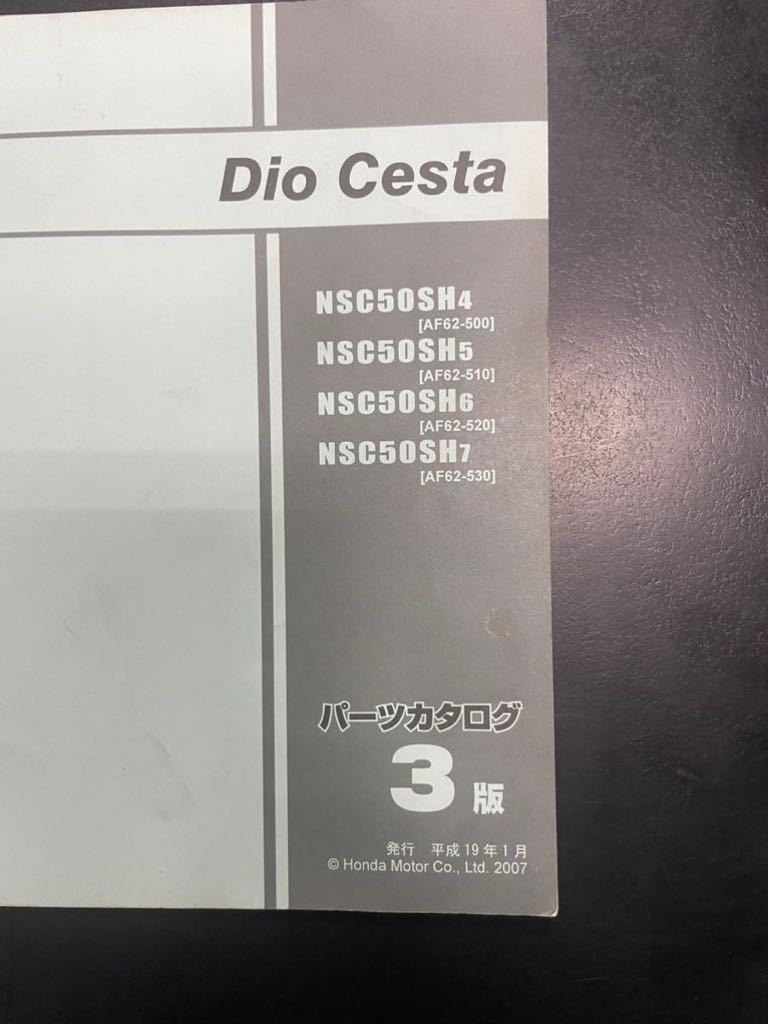 Dio Cesta
NSC50SH4
[AF62-500]
NSC50SH5
[AF62-510]
NSC50SH6
[AF62-520]
NSC50SH7
[AF62-530]
パーツカタログ
3版
発行 平成19年1月
© Honda Motor Co., Ltd. 2007